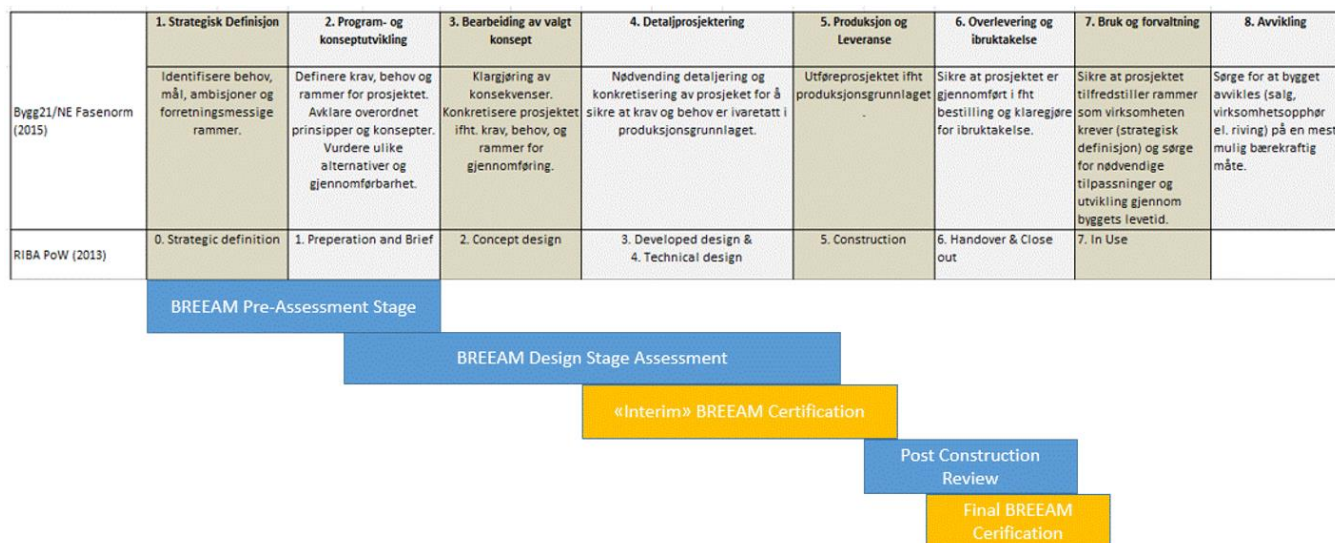 1. Strategisk Definisjon
2. Program- og
konseptutvikling
3. Bearbeiding av valgt
konsept
4. Detaljprosjektering
5. Produksjon og
Leveranse
6. Overlevering og
ibruktakelse
7. Bruk og forvaltning
8. Avvikling
Bygg21/NE Fasenorm
(2015)
Identifisere behov,
mål, ambisjoner og
forretningsmessige
rammer.
Definere krav, behov og
rammer for prosjektet.
Avklare overordnet
prinsipper og konsepter.
Vurdere ulike
alternativer og
gjennomførbarhet.
Klargjøring av
konsekvenser.
Konkretisere prosjektet
ifht. krav, behov, og
rammer for
gjennomføring.
Nødvending detaljering og
konkretisering av prosjeket for å
sikre at krav og behov er ivaretatt i
produksjonsgrunnlaget.
Utføreprosjektet ifht
produksjonsgrunnlaget
.
Sikre at prosjektet er
gjennomført i fht
bestilling og klaregjøre
for ibruktakelse.
Sikre at prosjektet
tilfredstiller rammer
som virksomheten
krever (strategisk
definisjon) og sørge
for nødvendige
tilpassninger og
utvikling gjennom
byggets levetid.
Sørge for at bygget
avvikles (salg,
virksomhetsopphør
el. riving) på en mest
mulig bærekraftig
måte.
RIBA PoW (2013)
0. Strategic definition
1. Preperation and Brief
2. Concept design
3. Developed design &
4. Technical design
5. Construction
6. Handover & Close
out
7. In Use
BREEAM Pre-Assessment Stage
BREEAM Design Stage Assessment
«Interim» BREEAM Certification
Post Construction
Review
Final BREEAM
Cerification